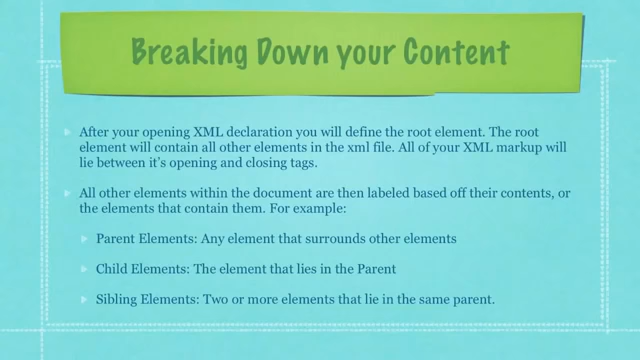 Breaking Down your Content
After your opening XML declaration you will define the root element. The root
element will contain all other elements in the xml file. All of your XML markup will
lie between it's opening and closing tags.
All other elements within the document are then labeled based off their contents, or
the elements that contain them. For example:
Parent Elements: Any element that surrounds other elements
Child Elements: The element that lies in the Parent
Sibling Elements: Two or more elements that lie in the same parent.